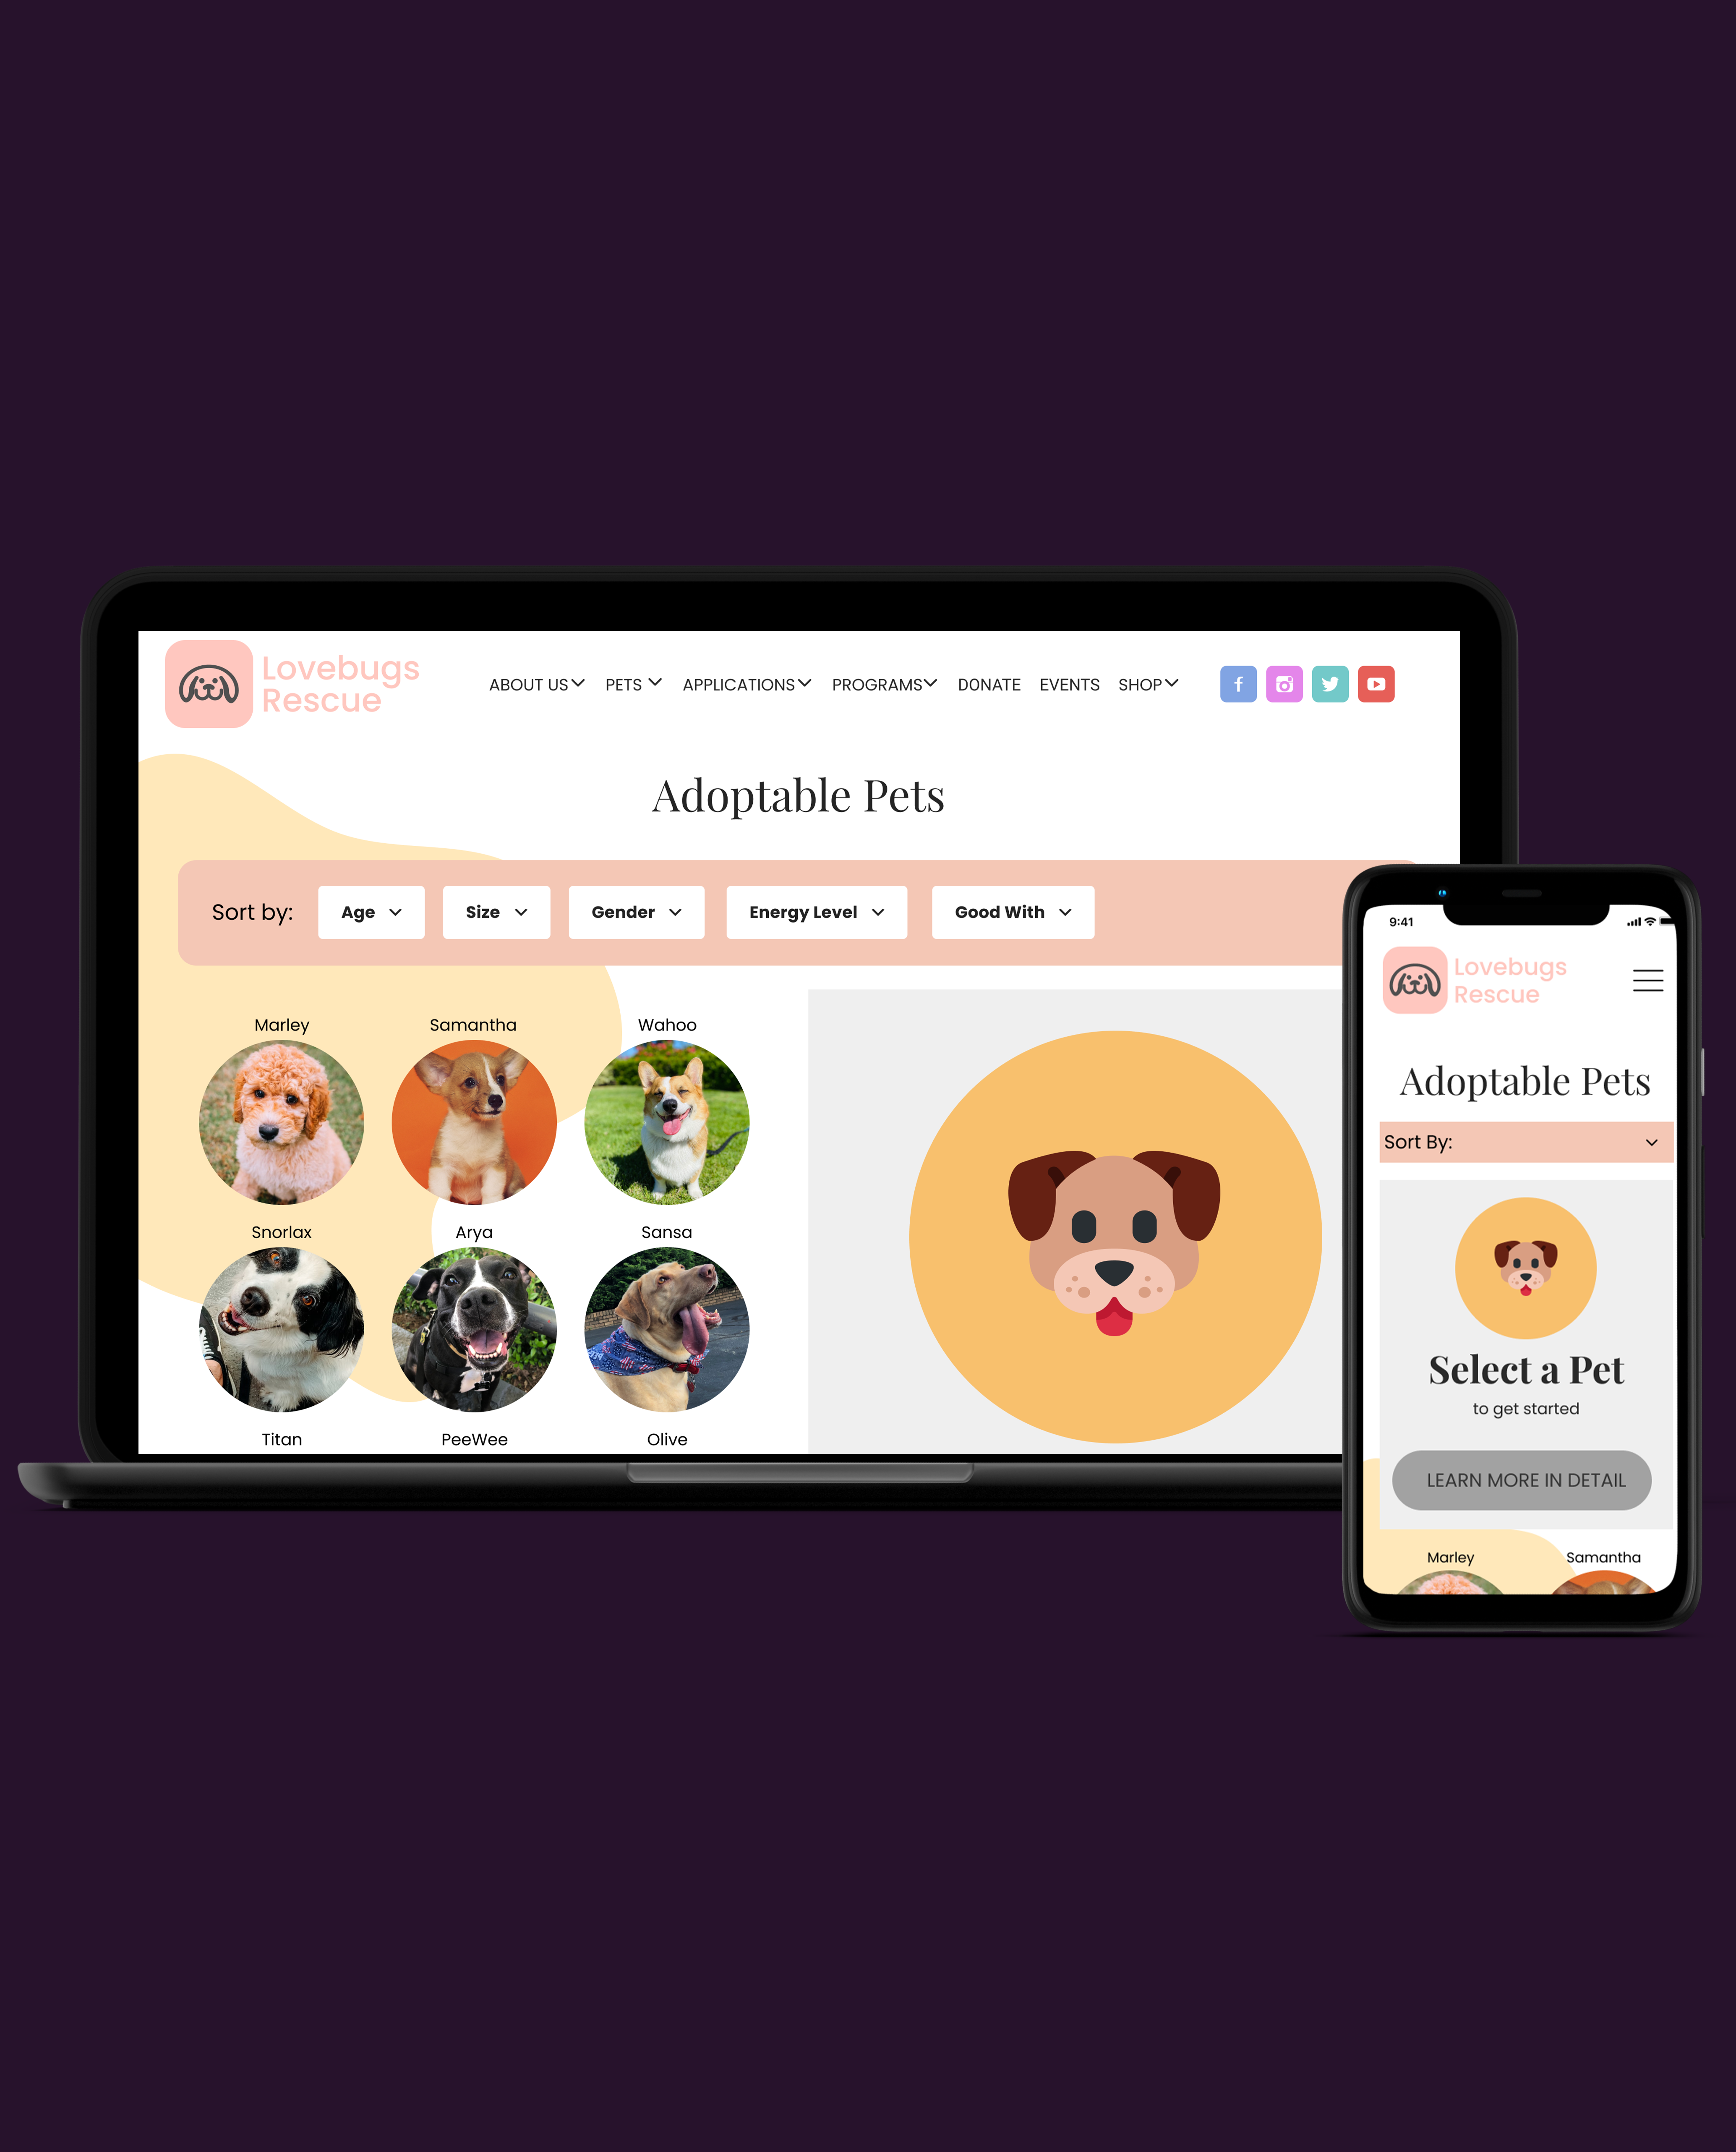 Lovebugs
Rescue
ABOUT US PETS APPLICATIONS PROGRAMS DONATE EVENTS SHOP
f
Adoptable Pets
Sort by: Age Size Gender Energy Level Good With
Marley Samantha Wahoo
Snorlax Arya Sansa
Titan PeeWee Olive
9:41
Lovebugs
Rescue
Adoptable Pets
Sort By:
Select a Pet
to get started
LEARN MORE IN DETAIL
Marley Samantha